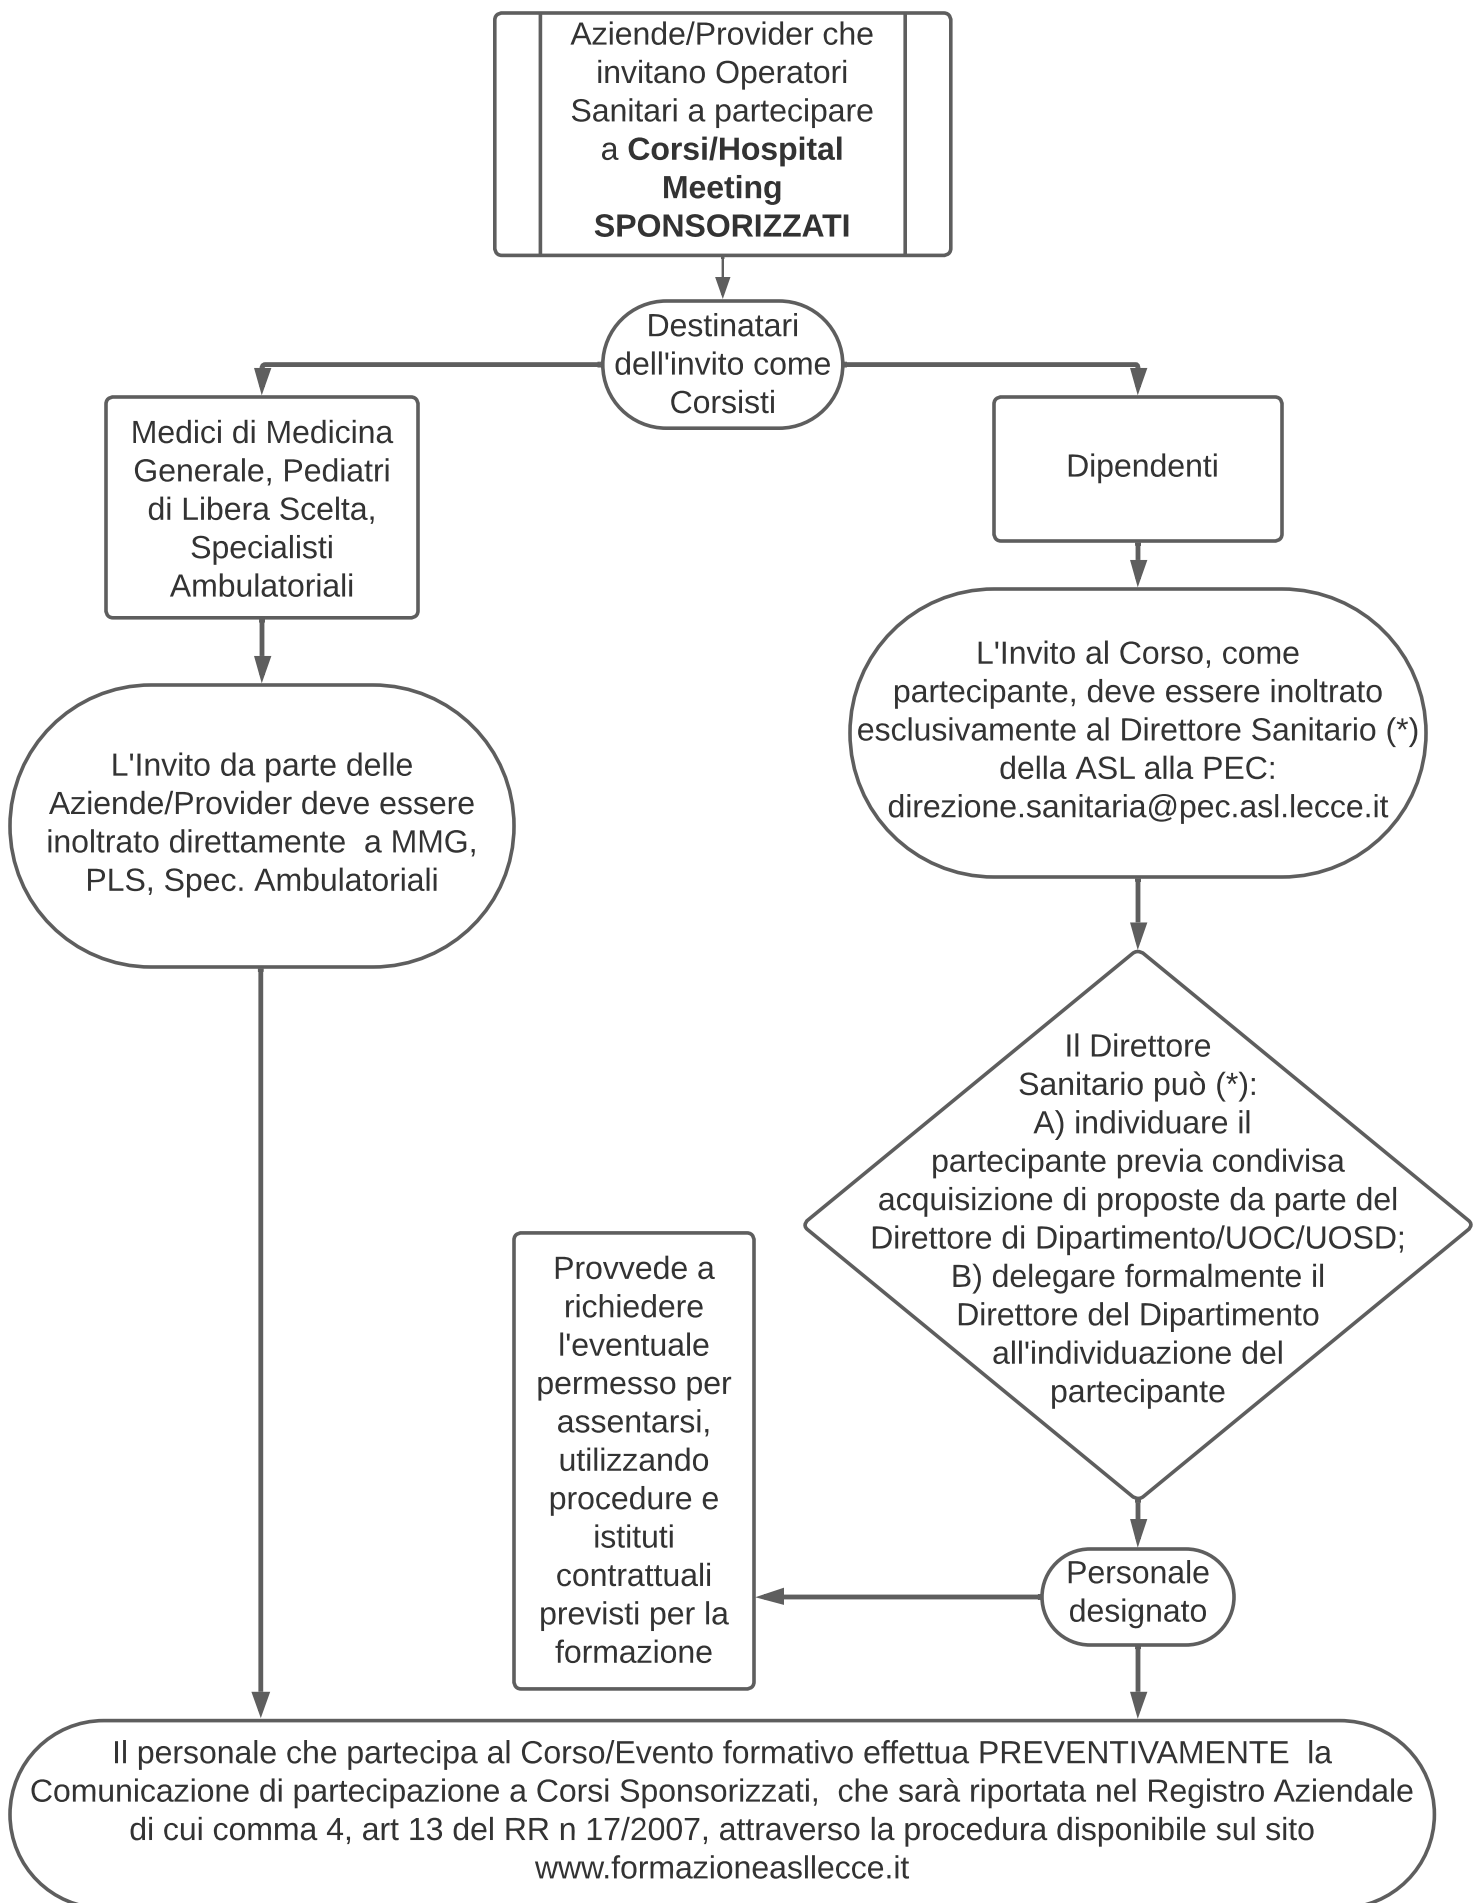 Aziende/Provider che
invitano Operatori
Sanitari a partecipare
a Corsi/Hospital
Meeting
SPONSORIZZATI
Destinatari
dell'invito come
Corsisti
Medici di Medicina
Generale, Pediatri
di Libera Scelta,
Specialisti
Ambulatoriali
Dipendenti
L'Invito da parte delle
Aziende/Provider deve essere
inoltrato direttamente  a MMG,
PLS, Spec. Ambulatoriali
L'Invito al Corso, come
partecipante, deve essere inoltrato
esclusivamente al Direttore Sanitario (*)
della ASL alla PEC:
direzione.sanitaria@pec.asl.lecce.it
Il Direttore
Sanitario può (*):
A) individuare il
partecipante previa condivisa
acquisizione di proposte da parte del
Direttore di Dipartimento/UOC/UOSD;
B) delegare formalmente il
Direttore del Dipartimento
all'individuazione del
partecipante
Personale
designato
Provvede a
richiedere
l'eventuale
permesso per
assentarsi,
utilizzando
procedure e
istituti
contrattuali
previsti per la
formazione
Il personale che partecipa al Corso/Evento formativo effettua PREVENTIVAMENTE  la
Comunicazione di partecipazione a Corsi Sponsorizzati,  che sarà riportata nel Registro Aziendale
di cui comma 4, art 13 del RR n 17/2007, attraverso la procedura disponibile sul sito
www.formazioneasllecce.it